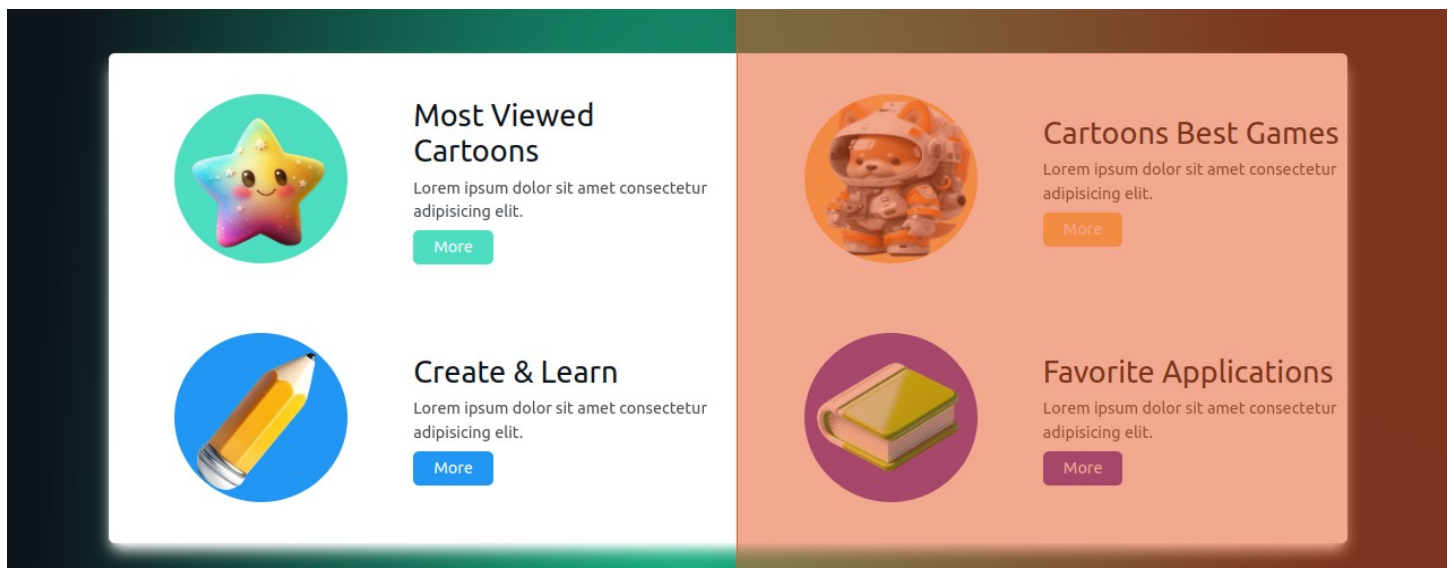 Most Viewed
Cartoons
Lorem ipsum dolor sit amet consectetur
adipisicing elit.
More
Cartoons Best Games
Lorem ipsum dolor sit amet consectetur
adipisicing elit.
More
Create & Learn
Lorem ipsum dolor sit amet consectetur
adipisicing elit.
More
Favorite Applications
Lorem ipsum dolor sit amet consectetur
adipisicing elit.
More